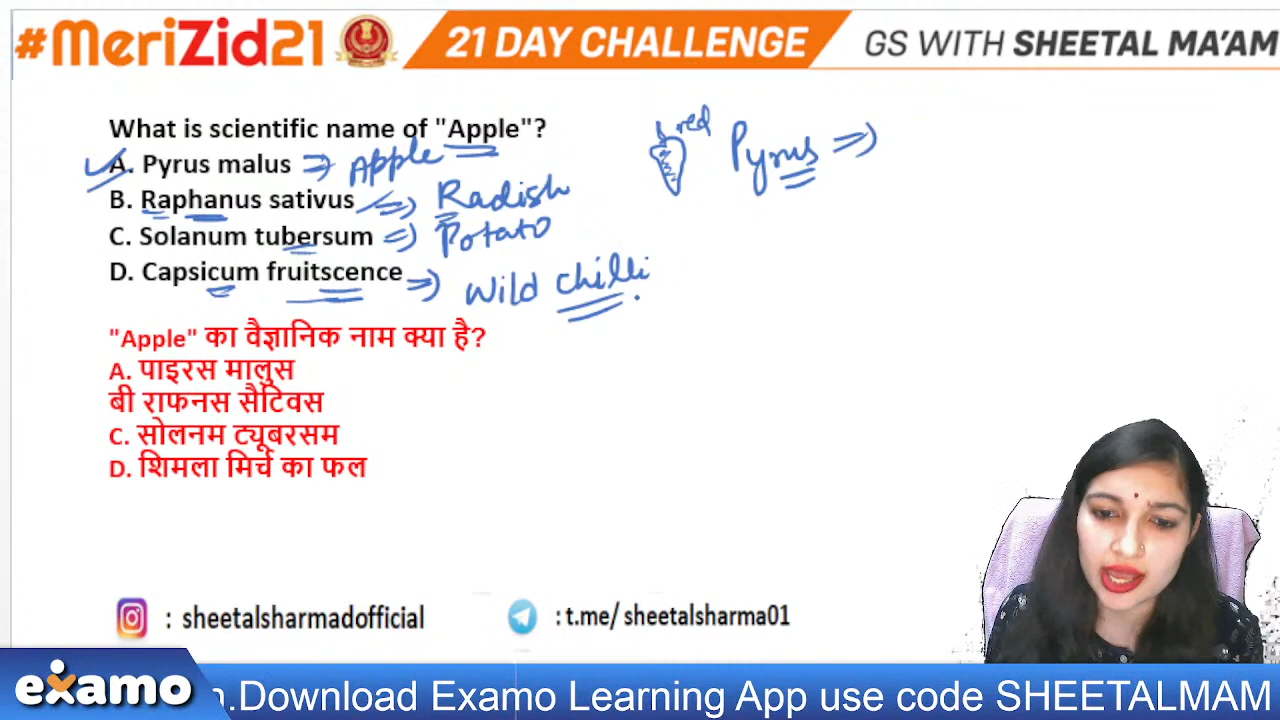 #MeriZid21 21 DAY CHALLENGE GS WITH SHEETAL MA'AM
What is scientific name of "Apple"?
A. Pyrus malus ⇒ Apple
B. Raphanus sativus ⇒ Radish
C. Solanum tubersum ⇒ Potato
D. Capsicum fruitscence ⇒ Wild chilli
red
Pyrus ⇒
"Apple" का वैज्ञानिक नाम क्या है?
A. पाइरस मालुस
बी राफनस सैटिवस
C. सोलनम ट्यूबरसम
D. शिमला मिर्च का फल
: sheetalsharmadofficial
: t.me/ sheetalsharma01
examo
.Download Examo Learning App use code SHEETALMAM